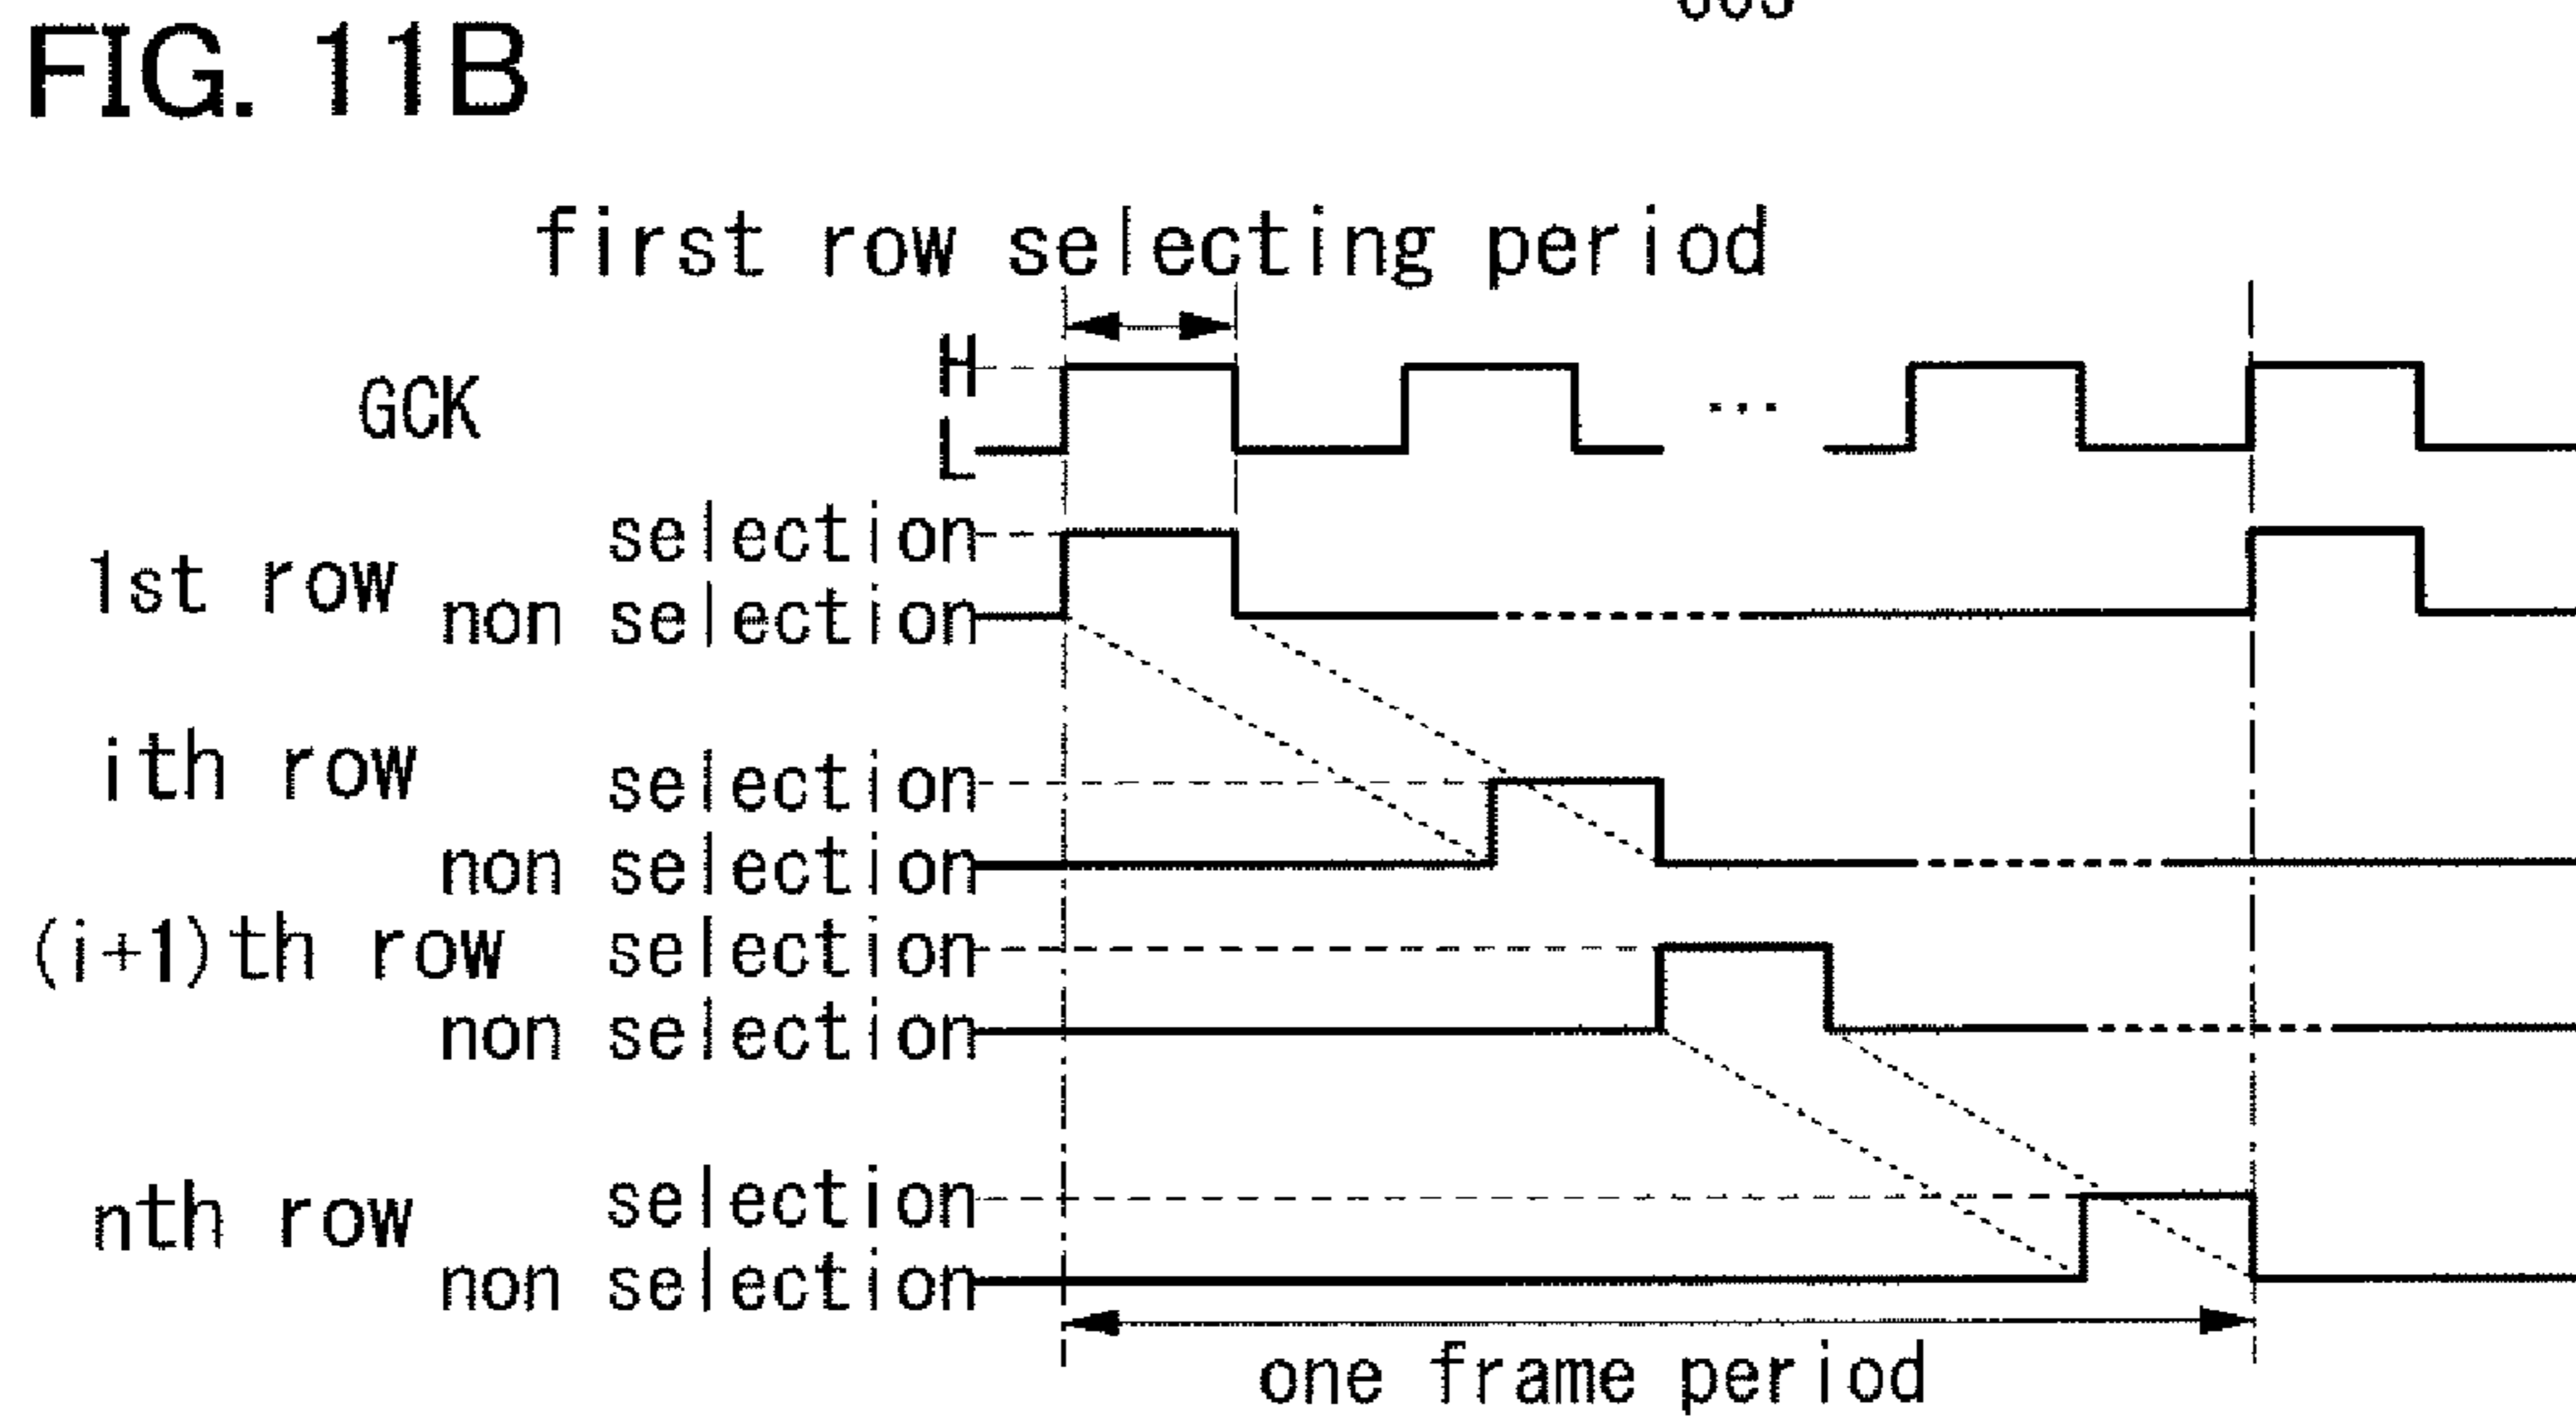 FIG. 11B
first row selecting period
GCK H
L
...
1st row selection
non selection
ith row selection
non selection
(i+1)th row selection
non selection
nth row selection
non selection
one frame period